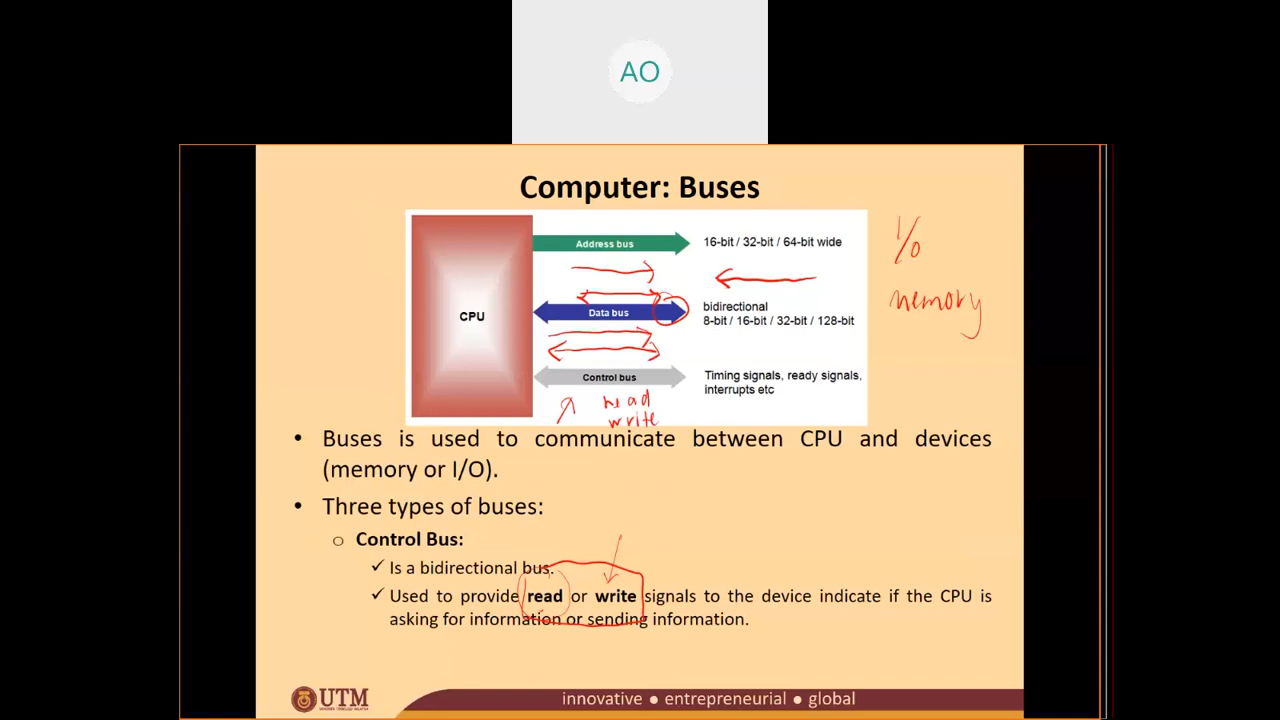 AO
Computer: Buses
CPU
Address bus
16-bit / 32-bit / 64-bit wide
I/O
memory
Data bus
bidirectional
8-bit / 16-bit / 32-bit / 128-bit
Control bus
Timing signals, ready signals,
interrupts etc
read
write
• Buses is used to communicate between CPU and devices
(memory or I/O).
• Three types of buses:
o Control Bus:
✓ Is a bidirectional bus.
✓ Used to provide read or write signals to the device indicate if the CPU is
asking for information or sending information.
UTM
innovative ● entrepreneurial ● global